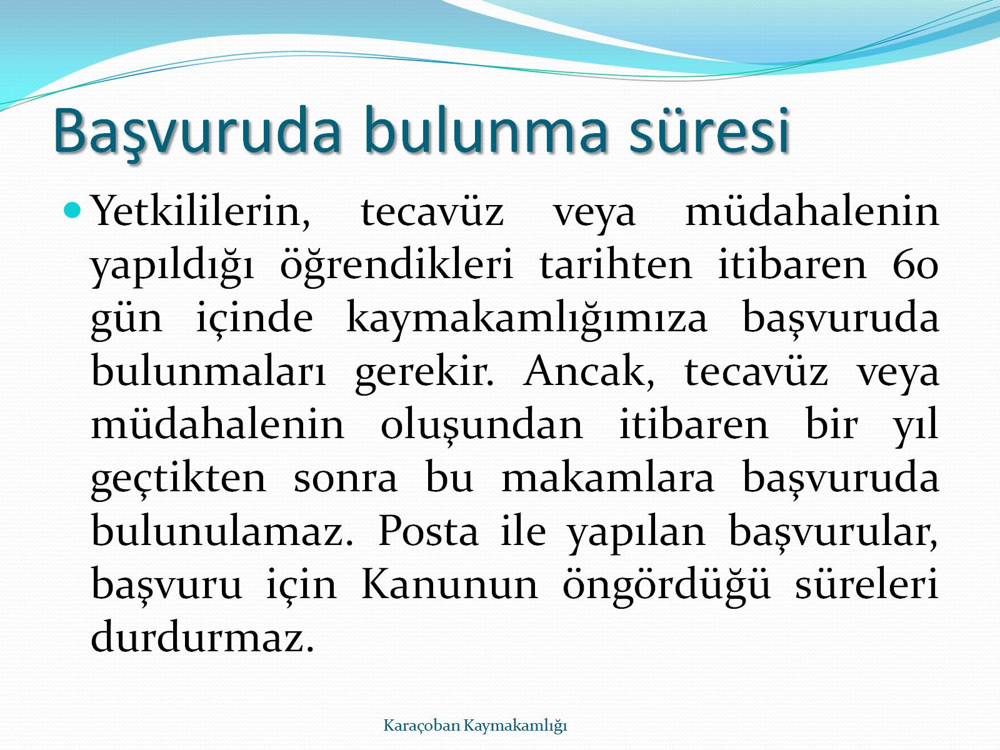 Başvuruda bulunma süresi
Yetkililerin, tecavüz veya müdahalenin
yapıldığı öğrendikleri tarihten itibaren 60
gün içinde kaymakamlığımıza başvuruda
bulunmaları gerekir. Ancak, tecavüz veya
müdahalenin oluşundan itibaren bir yıl
geçtikten sonra bu makamlara başvuruda
bulunulamaz. Posta ile yapılan başvurular,
başvuru için Kanunun öngördüğü süreleri
durdurmaz.
Karaçoban Kaymakamlığı